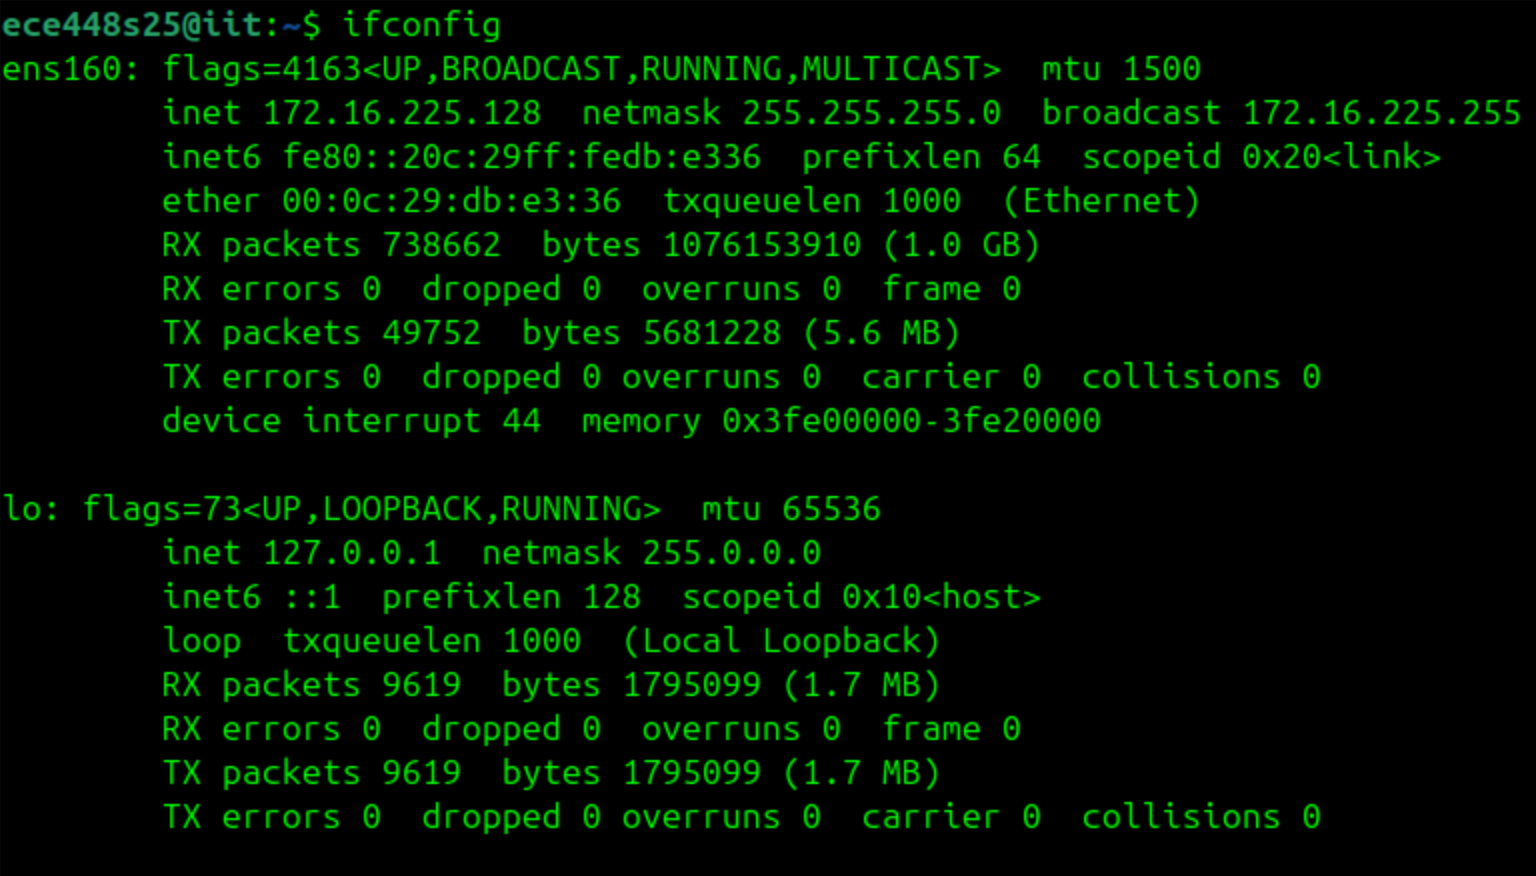 ece448s25@iit:~$ ifconfig
ens160: flags=4163<UP,BROADCAST,RUNNING,MULTICAST>  mtu 1500
        inet 172.16.225.128  netmask 255.255.255.0  broadcast 172.16.225.255
        inet6 fe80::20c:29ff:fedb:e336  prefixlen 64  scopeid 0x20<link>
        ether 00:0c:29:db:e3:36  txqueuelen 1000  (Ethernet)
        RX packets 738662  bytes 1076153910 (1.0 GB)
        RX errors 0  dropped 0  overruns 0  frame 0
        TX packets 49752  bytes 5681228 (5.6 MB)
        TX errors 0  dropped 0 overruns 0  carrier 0  collisions 0
        device interrupt 44  memory 0x3fe00000-3fe20000

lo: flags=73<UP,LOOPBACK,RUNNING>  mtu 65536
        inet 127.0.0.1  netmask 255.0.0.0
        inet6 ::1  prefixlen 128  scopeid 0x10<host>
        loop  txqueuelen 1000  (Local Loopback)
        RX packets 9619  bytes 1795099 (1.7 MB)
        RX errors 0  dropped 0  overruns 0  frame 0
        TX packets 9619  bytes 1795099 (1.7 MB)
        TX errors 0  dropped 0 overruns 0  carrier 0  collisions 0